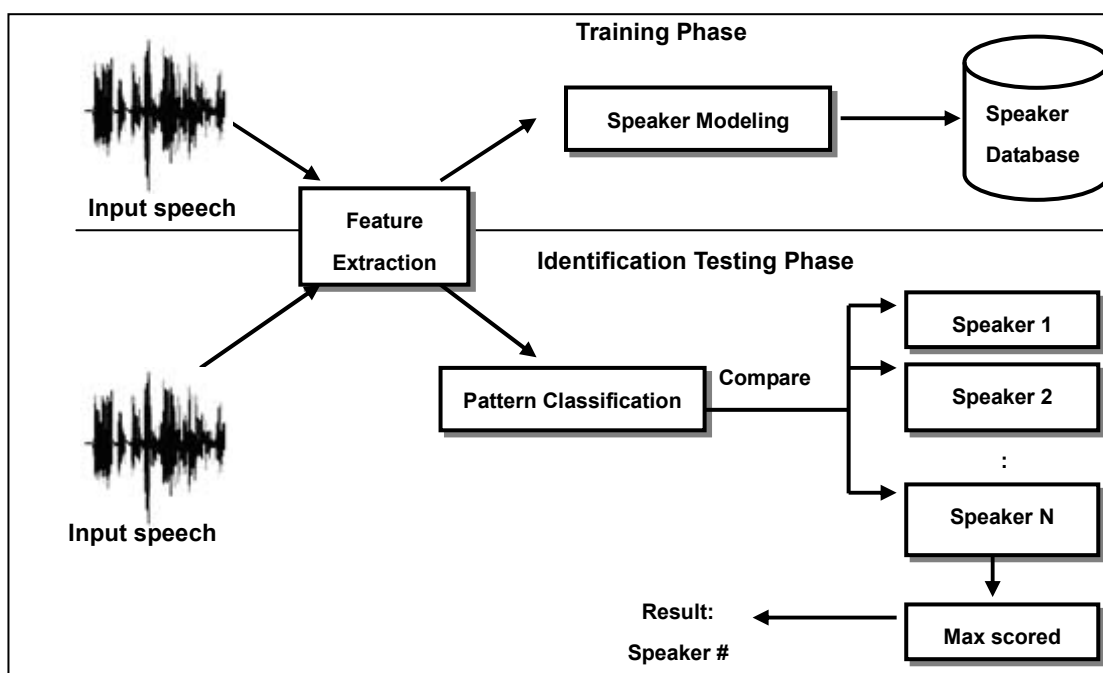 Training Phase
Input speech
Speaker Modeling
Speaker
Database
Feature
Extraction
Identification Testing Phase
Input speech
Pattern Classification
Compare
Speaker 1
Speaker 2
:
Speaker N
Max scored
Result:
Speaker #